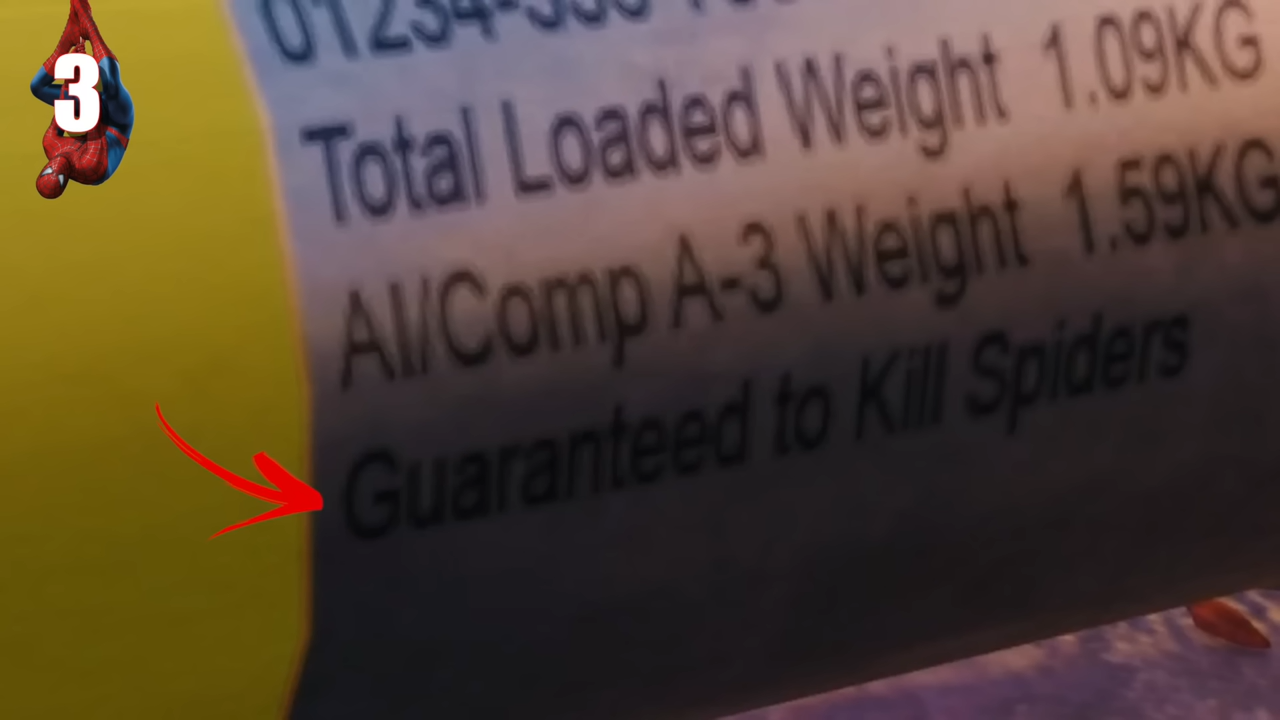 3
Total Loaded Weight 1.09KG
Al/Comp A-3 Weight 1.59KG
Guaranteed to Kill Spiders